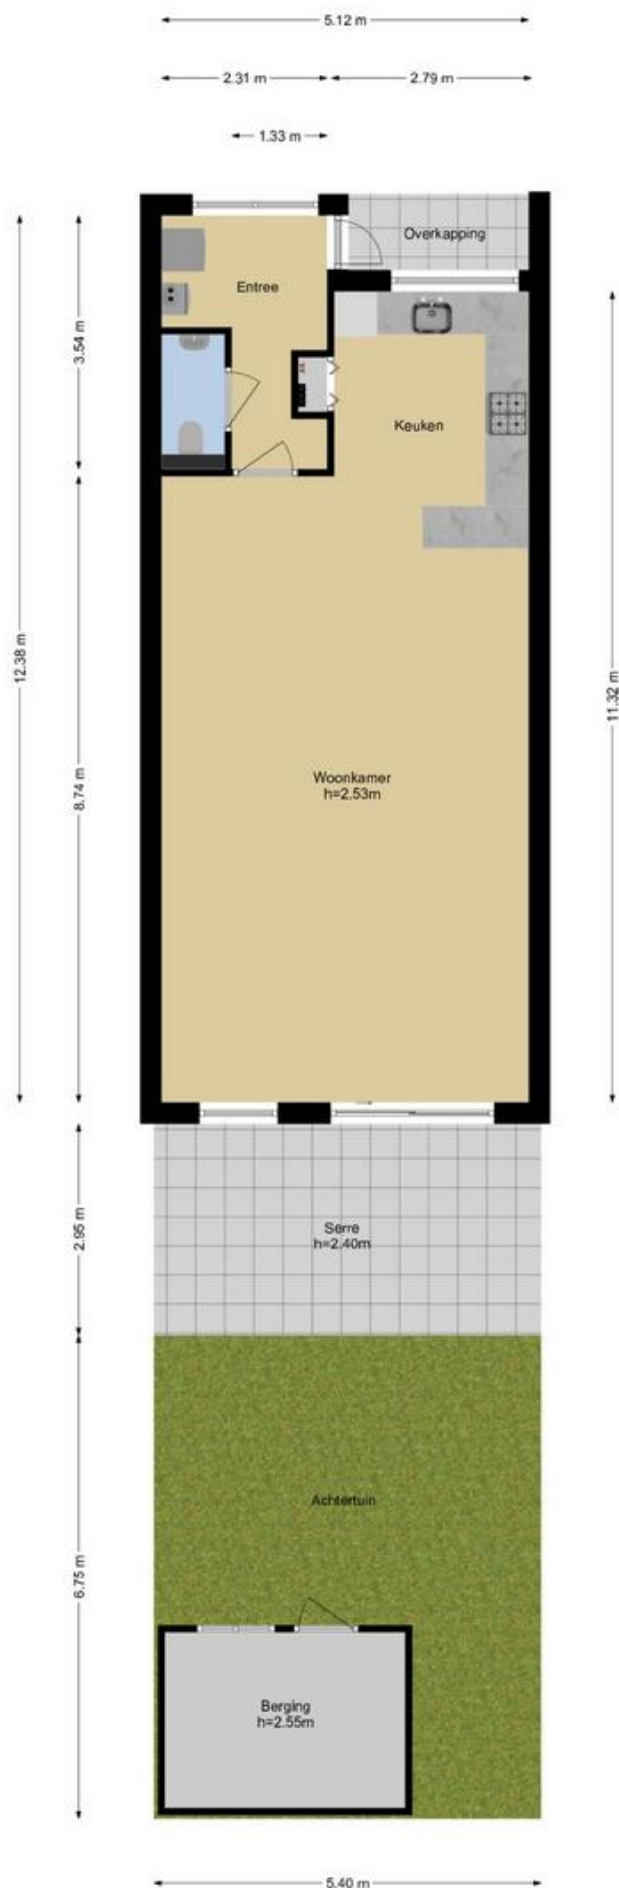 5.12 m
2.31 m
2.79 m
1.33 m
Overkapping
Entree
3.54 m
Keuken
12.38 m
11.32 m
8.74 m
Woonkamer
h=2.53m
2.95 m
Serre
h=2.40m
Achtertuin
6.75 m
Berging
h=2.55m
5.40 m